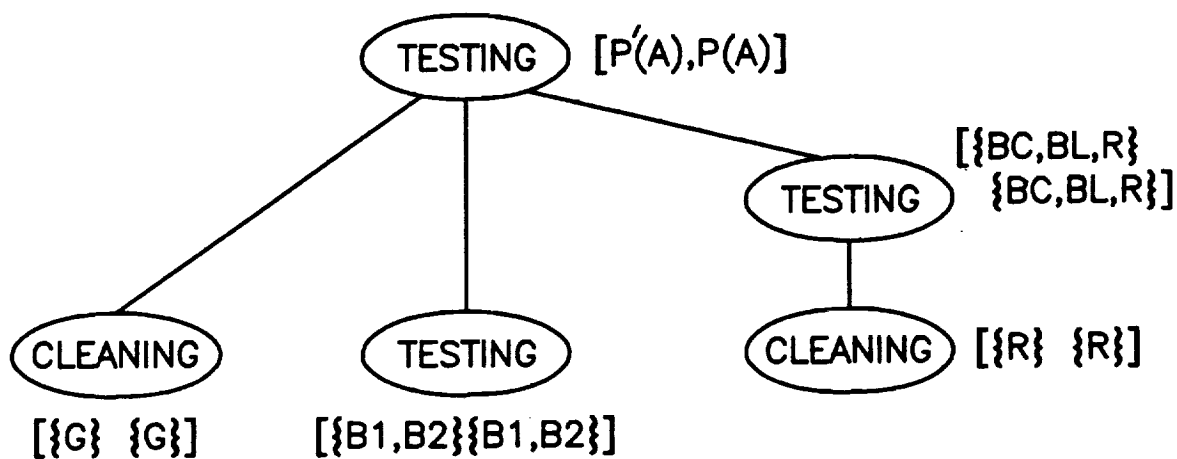 TESTING [P′(A),P(A)]
[{BC,BL,R}
TESTING {BC,BL,R}]
CLEANING TESTING CLEANING [{R} {R}]
[{G} {G}] [{B1,B2}{B1,B2}]